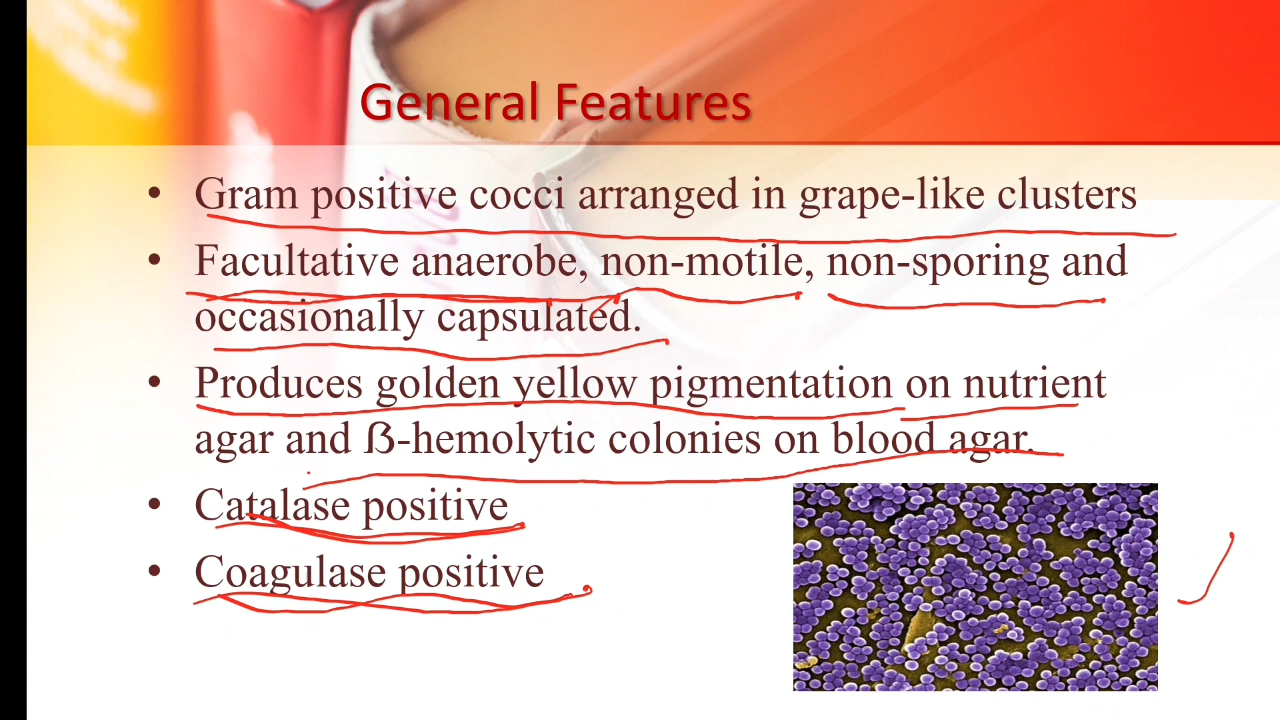 General Features
• Gram positive cocci arranged in grape-like clusters
• Facultative anaerobe, non-motile, non-sporing and
occasionally capsulated.
• Produces golden yellow pigmentation on nutrient
agar and ß-hemolytic colonies on blood agar.
• Catalase positive
• Coagulase positive